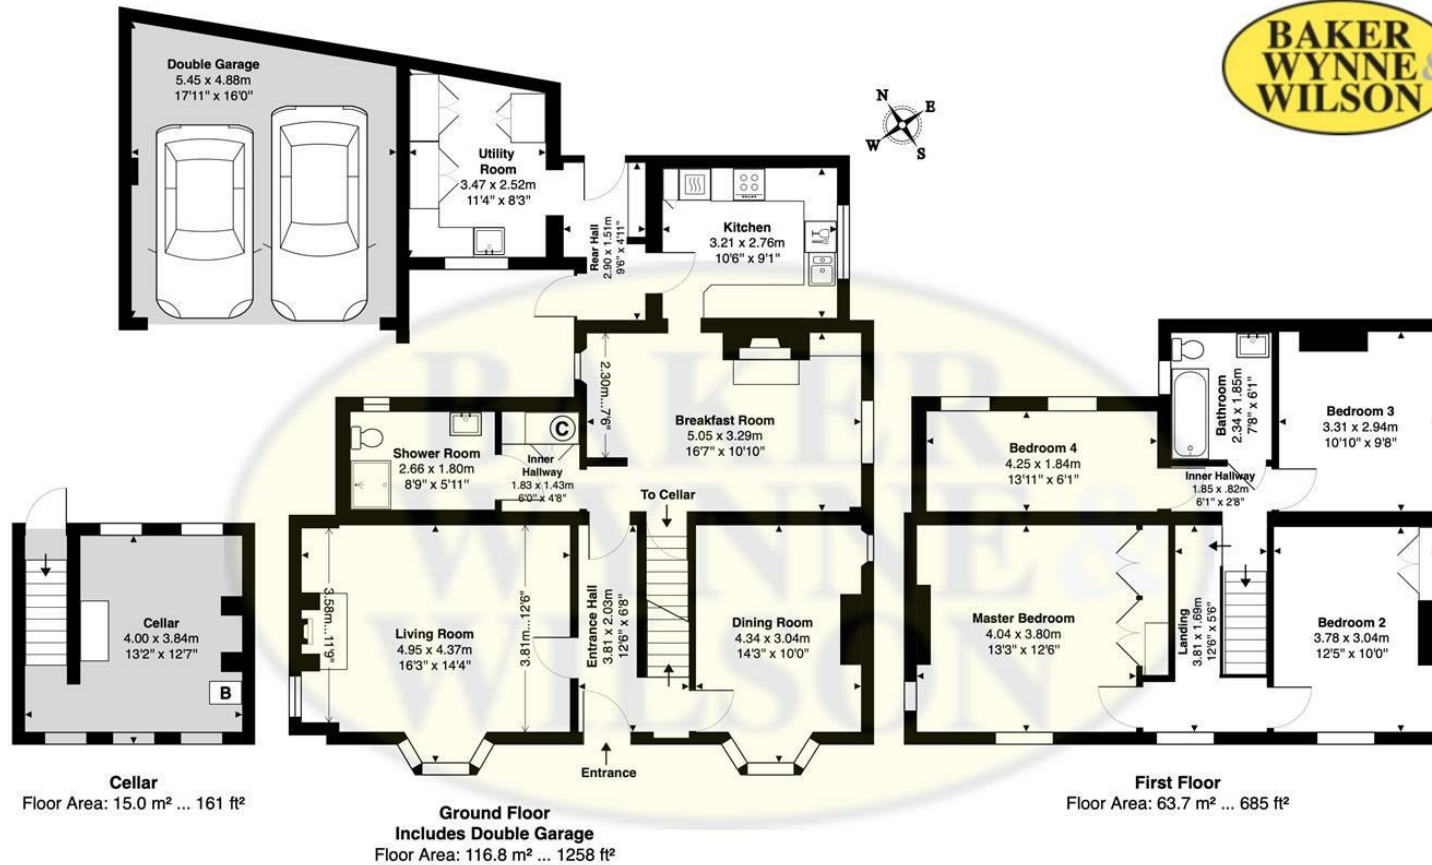 BAKER
WYNNE &
WILSON
N
E
W
S
Double Garage
5.45 x 4.88m
17'11" x 16'0"
Utility
Room
3.47 x 2.52m
11'4" x 8'3"
Rear Hall
2.90 x 1.51m
9'6" x 4'11"
Kitchen
3.21 x 2.76m
10'6" x 9'1"
2.30m...7'6"
Breakfast Room
5.05 x 3.29m
16'7" x 10'10"
Shower Room
2.66 x 1.80m
8'9" x 5'11"
C
Inner
Hallway
1.83 x 1.43m
6'0" x 4'8"
To Cellar
3.58m...11'9"
Living Room
4.95 x 4.37m
16'3" x 14'4"
3.81m...12'6"
Entrance Hall
3.81 x 2.03m
12'6" x 6'8"
Dining Room
4.34 x 3.04m
14'3" x 10'0"
Entrance
Cellar
4.00 x 3.84m
13'2" x 12'7"
B
Cellar
Floor Area: 15.0 m² ... 161 ft²
Ground Floor
Includes Double Garage
Floor Area: 116.8 m² ... 1258 ft²
Bathroom
2.34 x 1.85m
7'8" x 6'1"
Bedroom 3
3.31 x 2.94m
10'10" x 9'8"
Bedroom 4
4.25 x 1.84m
13'11" x 6'1"
Inner Hallway
1.85 x .82m
6'1" x 2'8"
Master Bedroom
4.04 x 3.80m
13'3" x 12'6"
Landing
3.81 x 1.69m
12'6" x 5'6"
Bedroom 2
3.78 x 3.04m
12'5" x 10'0"
First Floor
Floor Area: 63.7 m² ... 685 ft²
BAKER
WYNNE &
WILSON